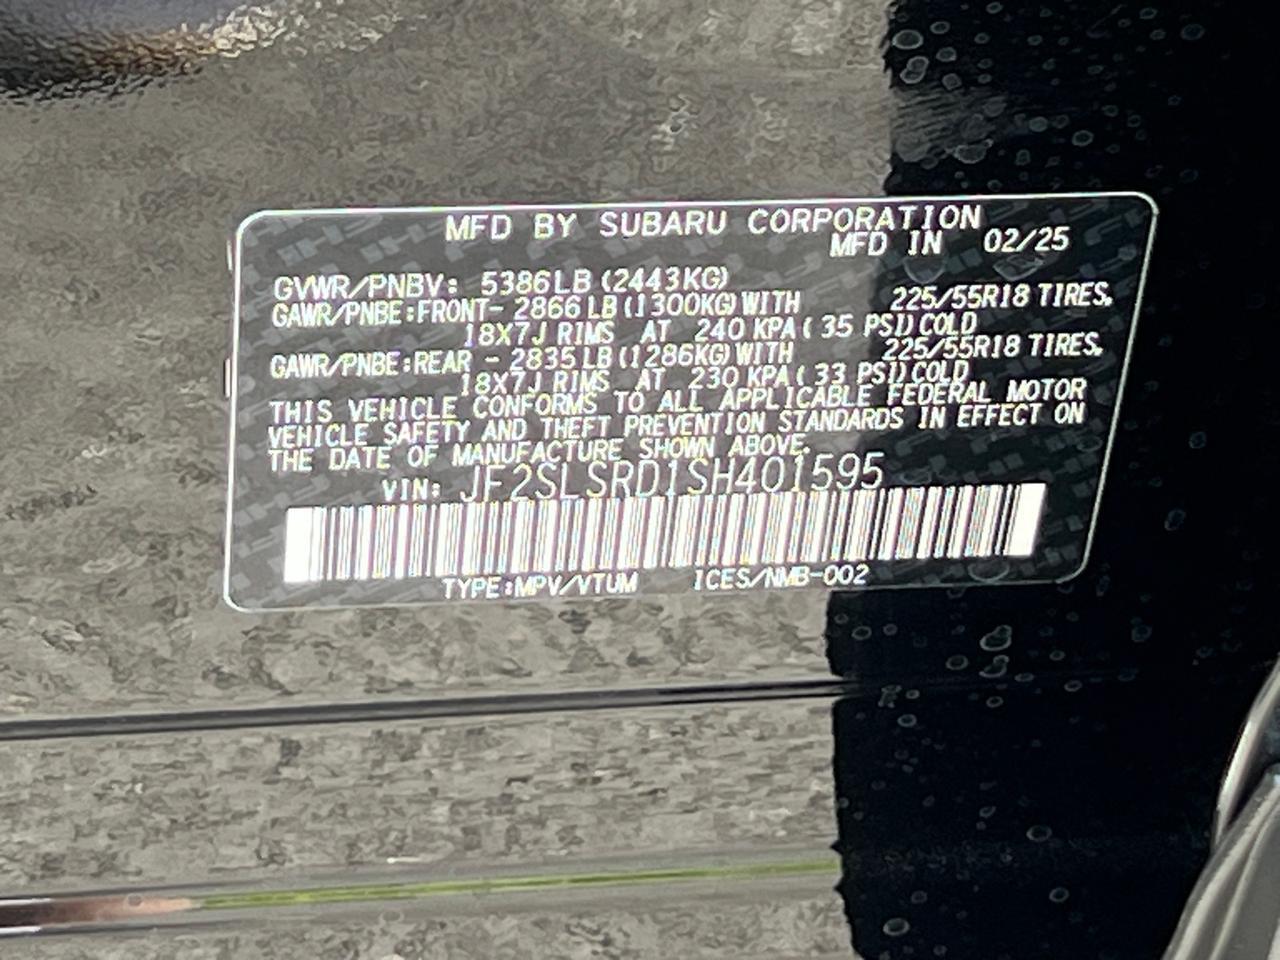 MFD BY SUBARU CORPORATION
MFD IN 02/25
GVWR/PNBV: 5386LB (2443KG)
GAWR/PNBE:FRONT- 2866 LB (1300KG) WITH 225/55R18 TIRES,
18X7J RIMS AT 240 KPA ( 35 PSI) COLD
GAWR/PNBE:REAR - 2835 LB (1286KG) WITH 225/55R18 TIRES,
18X7J RIMS AT 230 KPA ( 33 PSI) COLD
THIS VEHICLE CONFORMS TO ALL APPLICABLE FEDERAL MOTOR
VEHICLE SAFETY AND THEFT PREVENTION STANDARDS IN EFFECT ON
THE DATE OF MANUFACTURE SHOWN ABOVE.
VIN: JF2SLSRD1SH401595
TYPE:MPV/VTUM ICES/NMB-002